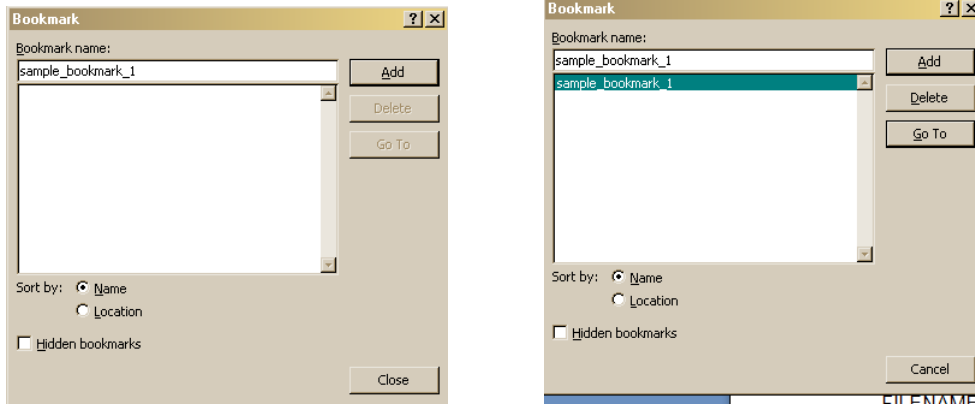 Bookmark
Bookmark name:
sample_bookmark_1
Add
Delete
Go To
Sort by: Name
Location
Hidden bookmarks
Close
Bookmark
Bookmark name:
sample_bookmark_1
Add
sample_bookmark_1
Delete
Go To
Sort by: Name
Location
Hidden bookmarks
Cancel
FILENAME